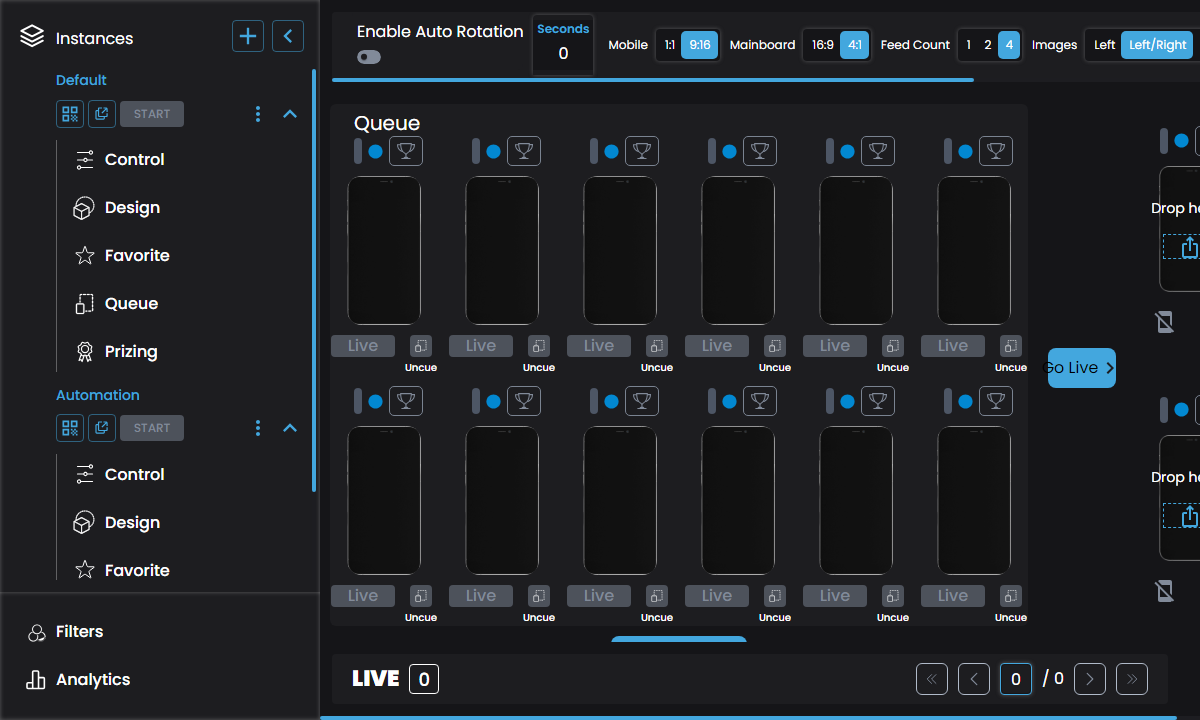 Instances
Default
START
Control
Design
Favorite
Queue
Prizing
Automation
START
Control
Design
Favorite
Filters
Analytics
Enable Auto Rotation
Seconds
0
Mobile 1:1 9:16 Mainboard 16:9 4:1 Feed Count 1 2 4 Images Left Left/Right
Queue
Live Live Live Live Live Live
Uncue Uncue Uncue Uncue Uncue Uncue
Live Live Live Live Live Live
Uncue Uncue Uncue Uncue Uncue Uncue
Go Live
Drop he
Drop he
LIVE 0
0 / 0